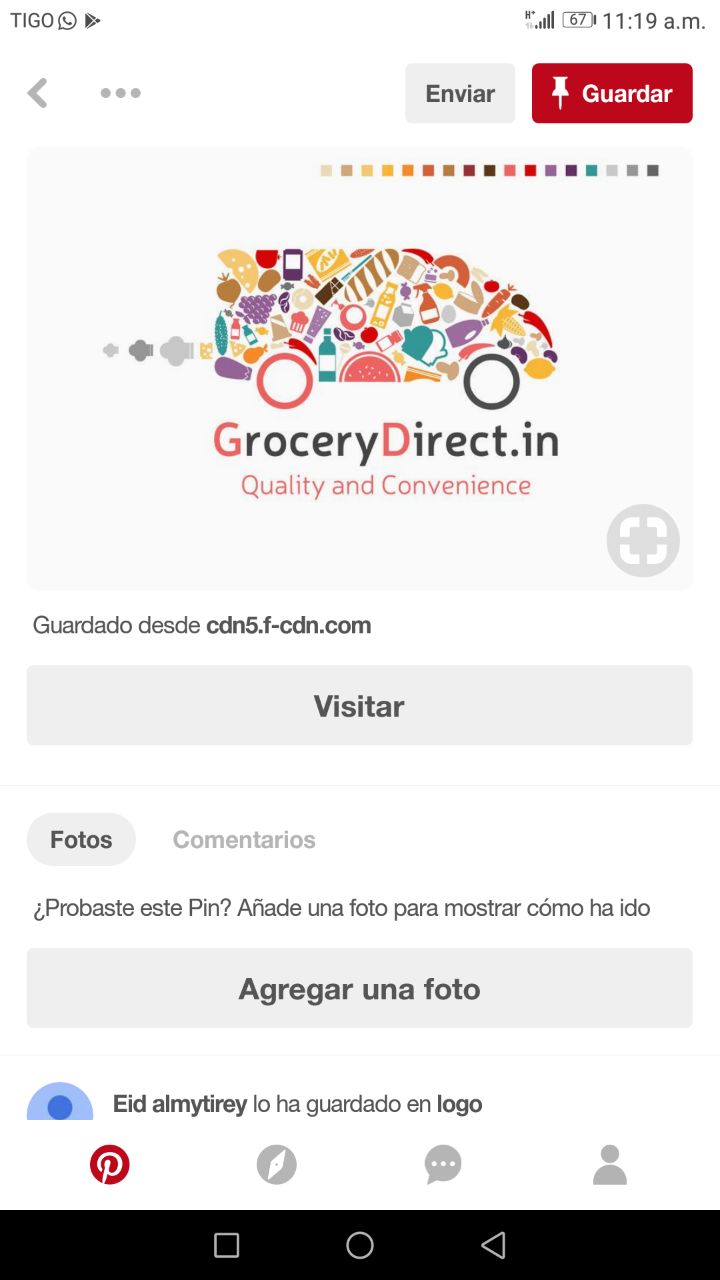 TIGO 67 11:19 a.m.
Enviar Guardar
GroceryDirect.in
Quality and Convenience
Guardado desde cdn5.f-cdn.com
Visitar
Fotos Comentarios
¿Probaste este Pin? Añade una foto para mostrar cómo ha ido
Agregar una foto
Eid almytirey lo ha guardado en logo